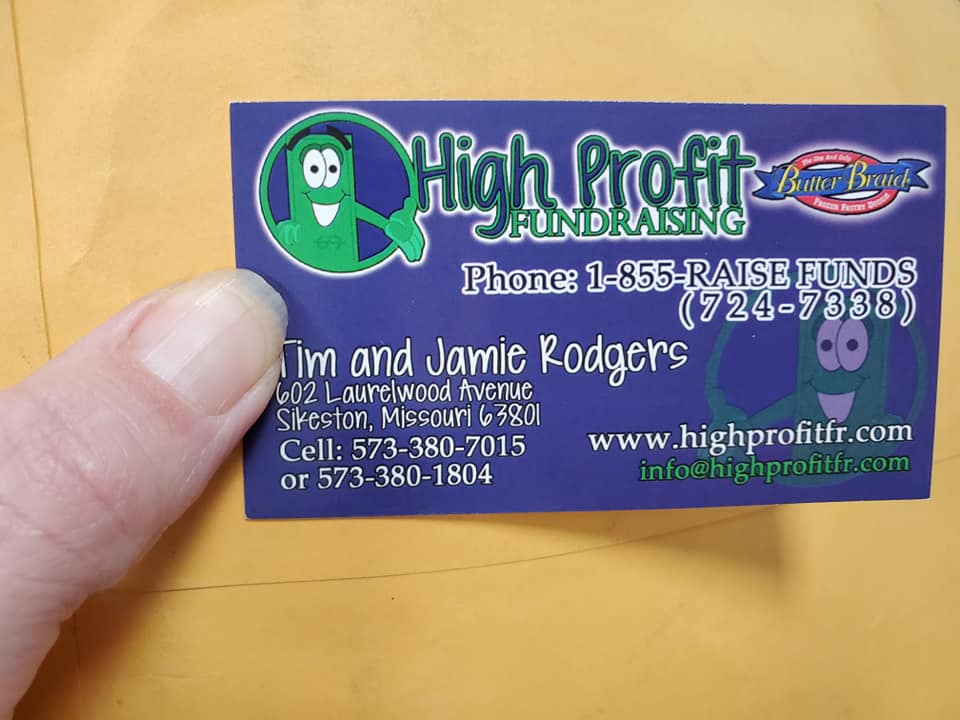 High Profit
FUNDRAISING
The One And Only
Butter Braid
FROZEN PASTRY DOUGH
Phone: 1-855-RAISE FUNDS
(724-7338)
Tim and Jamie Rodgers
602 Laurelwood Avenue
Sikeston, Missouri 63801
Cell: 573-380-7015
or 573-380-1804
www.highprofitfr.com
info@highprofitfr.com